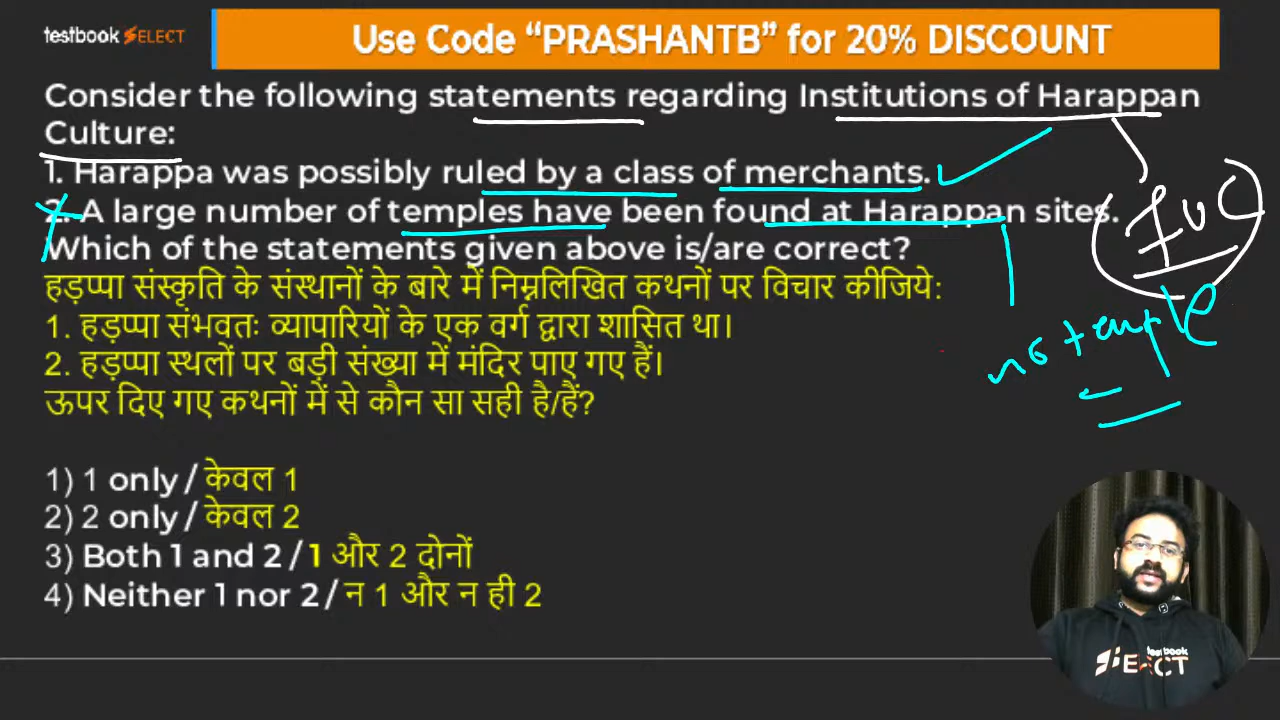 testbook SELECT
Use Code “PRASHANTB” for 20% DISCOUNT
Consider the following statements regarding Institutions of Harappan
Culture:
1. Harappa was possibly ruled by a class of merchants.
2. A large number of temples have been found at Harappan sites.
Which of the statements given above is/are correct?
हड़प्पा संस्कृति के संस्थानों के बारे में निम्नलिखित कथनों पर विचार कीजिये:
1. हड़प्पा संभवतः व्यापारियों के एक वर्ग द्वारा शासित था।
2. हड़प्पा स्थलों पर बड़ी संख्या में मंदिर पाए गए हैं।
ऊपर दिए गए कथनों में से कौन सा सही है/हैं?
IVC
no temple
1) 1 only / केवल 1
2) 2 only / केवल 2
3) Both 1 and 2 / 1 और 2 दोनों
4) Neither 1 nor 2 / न 1 और न ही 2
testbook
SELECT